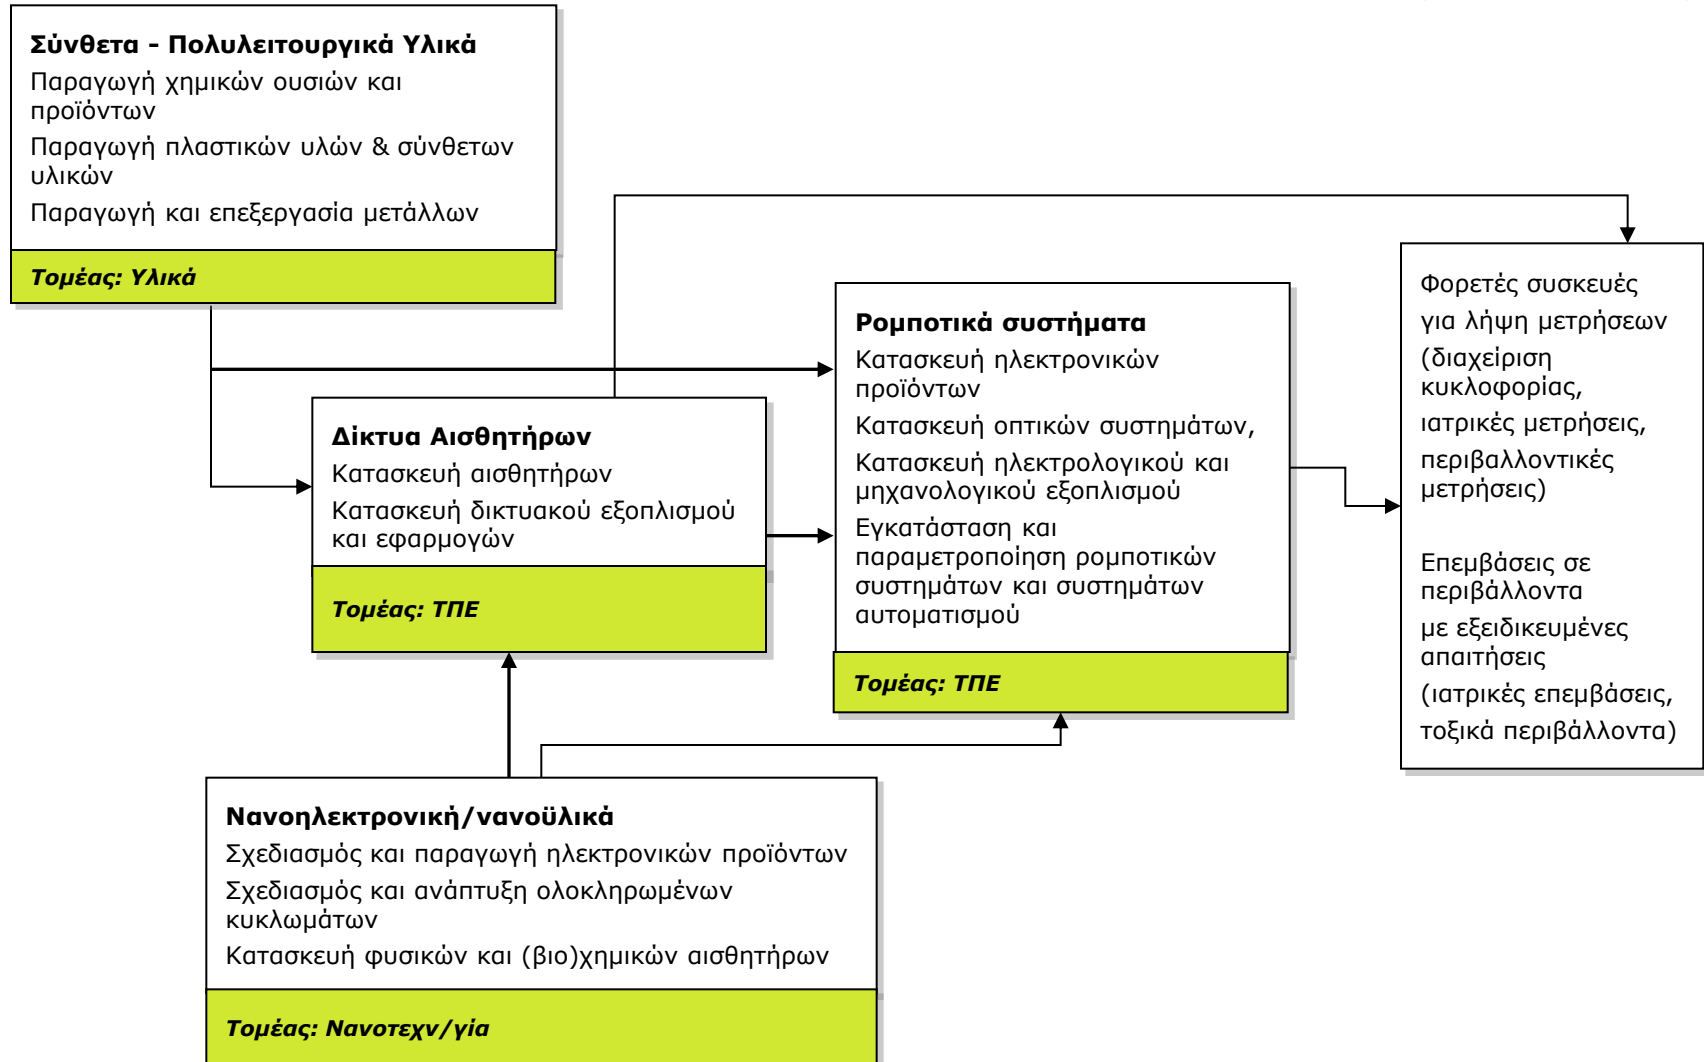 Σύνθετα - Πολυλειτουργικά Υλικά
Παραγωγή χημικών ουσιών και
προϊόντων
Παραγωγή πλαστικών υλών & σύνθετων
υλικών
Παραγωγή και επεξεργασία μετάλλων
Τομέας: Υλικά
Δίκτυα Αισθητήρων
Κατασκευή αισθητήρων
Κατασκευή δικτυακού εξοπλισμού
και εφαρμογών
Τομέας: ΤΠΕ
Ρομποτικά συστήματα
Κατασκευή ηλεκτρονικών
προϊόντων
Κατασκευή οπτικών συστημάτων,
Κατασκευή ηλεκτρολογικού και
μηχανολογικού εξοπλισμού
Εγκατάσταση και
παραμετροποίηση ρομποτικών
συστημάτων και συστημάτων
αυτοματισμού
Τομέας: ΤΠΕ
Φορετές συσκευές
για λήψη μετρήσεων
(διαχείριση
κυκλοφορίας,
ιατρικές μετρήσεις,
περιβαλλοντικές
μετρήσεις)
Επεμβάσεις σε
περιβάλλοντα
με εξειδικευμένες
απαιτήσεις
(ιατρικές επεμβάσεις,
τοξικά περιβάλλοντα)
Νανοηλεκτρονική/νανοϋλικά
Σχεδιασμός και παραγωγή ηλεκτρονικών προϊόντων
Σχεδιασμός και ανάπτυξη ολοκληρωμένων
κυκλωμάτων
Κατασκευή φυσικών και (βιο)χημικών αισθητήρων
Τομέας: Νανοτεχν/γία